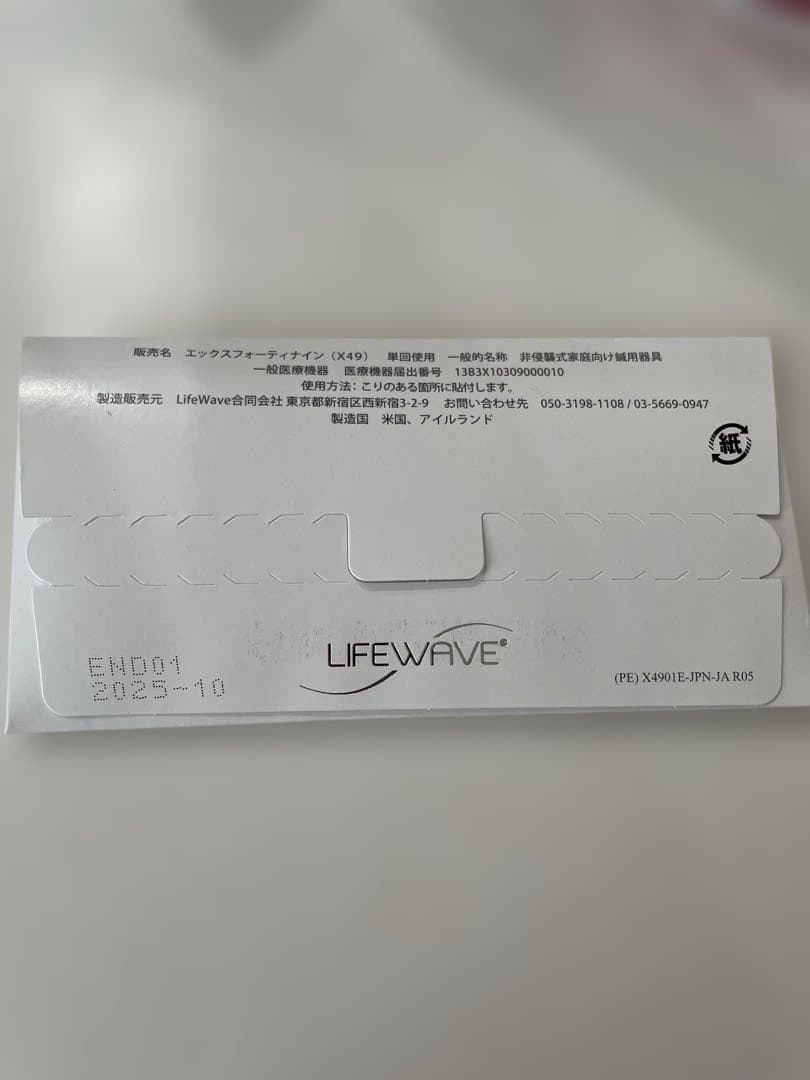 販売名 エックスフォーティナイン（X49） 単回使用 一般的名称 非侵襲式家庭向け鍼用器具
一般医療機器 医療機器届出番号 13B3X10309000010
使用方法：こりのある箇所に貼付します。
製造販売元 LifeWave合同会社 東京都新宿区西新宿3-2-9 お問い合わせ先 050-3198-1108 / 03-5669-0947
製造国 米国、アイルランド
紙
LIFEWAVE®
END01
2025-10
(PE) X4901E-JPN-JA R05